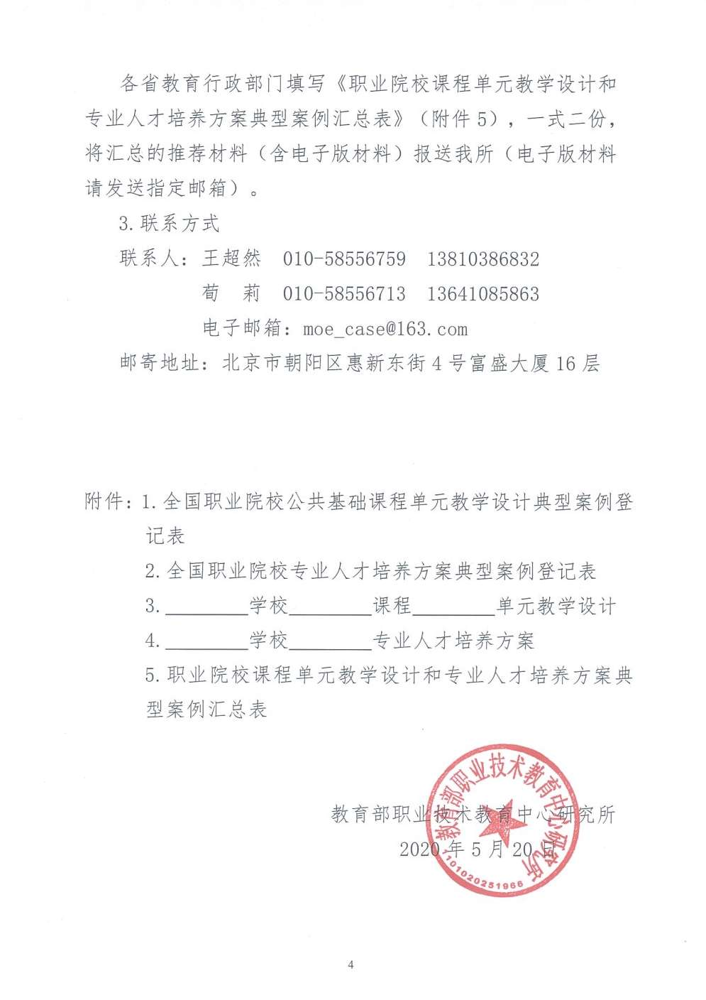 各省教育行政部门填写《职业院校课程单元教学设计和
专业人才培养方案典型案例汇总表》（附件 5），一式二份，
将汇总的推荐材料（含电子版材料）报送我所（电子版材料
请发送指定邮箱）。
3.联系方式
联系人：王超然 010-58556759 13810386832
荀 莉 010-58556713 13641085863
电子邮箱：moe_case@163.com
邮寄地址：北京市朝阳区惠新东街 4 号富盛大厦 16 层
附件：1.全国职业院校公共基础课程单元教学设计典型案例登
记表
2.全国职业院校专业人才培养方案典型案例登记表
3.________学校________课程________单元教学设计
4.________学校________专业人才培养方案
5.职业院校课程单元教学设计和专业人才培养方案典
型案例汇总表
教育部职业技术教育中心研究所
教育部职业技术教育中心研究所
2020 年 5 月 20 日
1101020251966
4